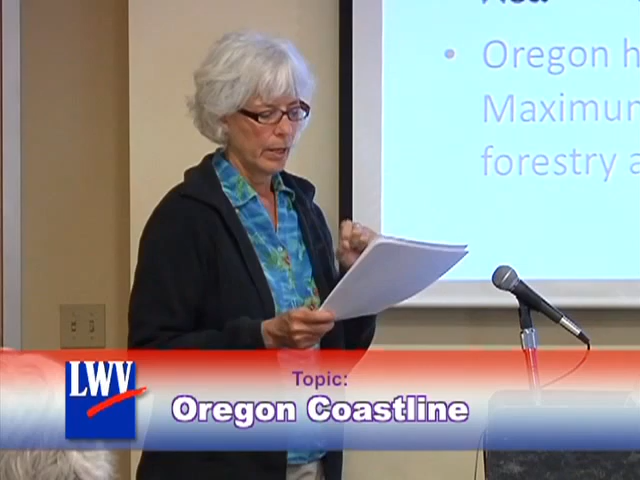 Oregon h
Maximum
forestry a
LWV
Topic:
Oregon Coastline